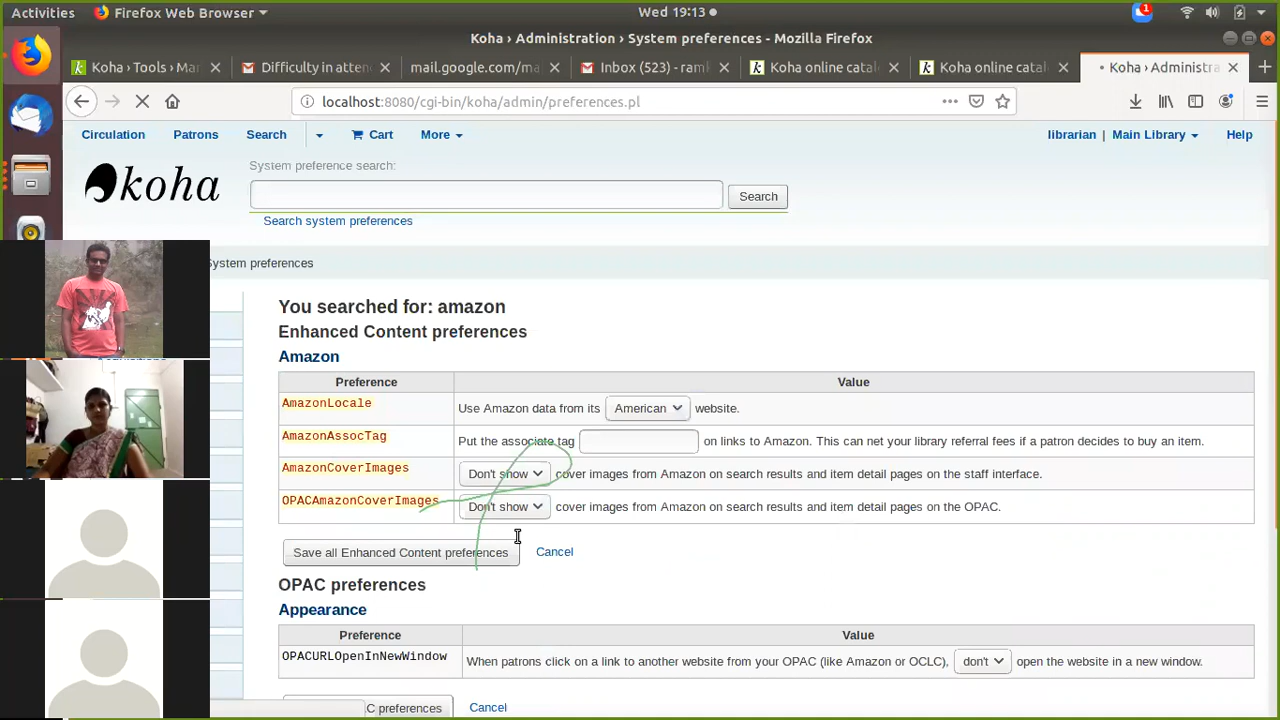 Activities Firefox Web Browser Wed 19:13 1
Koha › Administration › System preferences - Mozilla Firefox
Koha › Tools › Mar Difficulty in atten mail.google.com/ma Inbox (523) - ram Koha online catal Koha online catal Koha › Administra
localhost:8080/cgi-bin/koha/admin/preferences.pl
Circulation Patrons Search Cart More librarian | Main Library Help
koha
System preference search:
Search
Search system preferences
System preferences
You searched for: amazon
Enhanced Content preferences
Amazon
Preference Value
AmazonLocale Use Amazon data from its American website.
AmazonAssocTag Put the associate tag on links to Amazon. This can net your library referral fees if a patron decides to buy an item.
AmazonCoverImages Don't show cover images from Amazon on search results and item detail pages on the staff interface.
OPACAmazonCoverImages Don't show cover images from Amazon on search results and item detail pages on the OPAC.
Save all Enhanced Content preferences Cancel
OPAC preferences
Appearance
Preference Value
OPACURLOpenInNewWindow When patrons click on a link to another website from your OPAC (like Amazon or OCLC), don't open the website in a new window.
C preferences Cancel